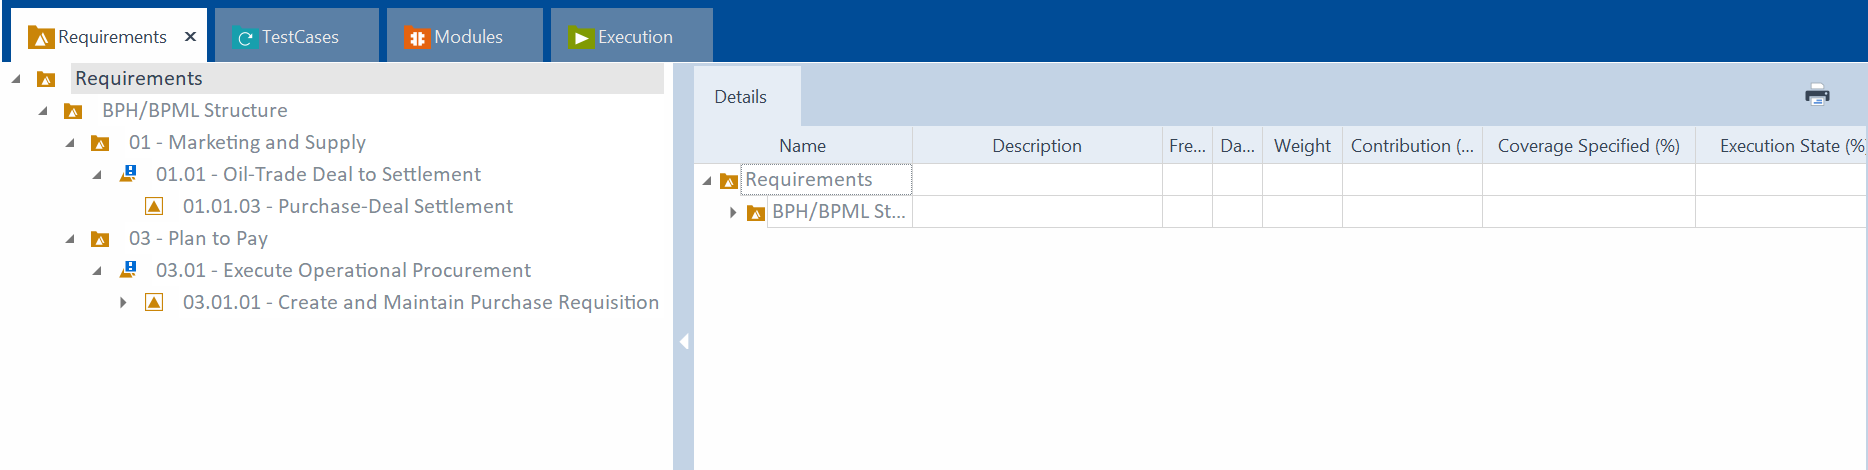 Requirements × TestCases Modules Execution
Requirements
BPH/BPML Structure
01 - Marketing and Supply
01.01 - Oil-Trade Deal to Settlement
01.01.03 - Purchase-Deal Settlement
03 - Plan to Pay
03.01 - Execute Operational Procurement
03.01.01 - Create and Maintain Purchase Requisition
Details
Name Description Fre... Da... Weight Contribution (... Coverage Specified (%) Execution State (%)
Requirements
BPH/BPML St...